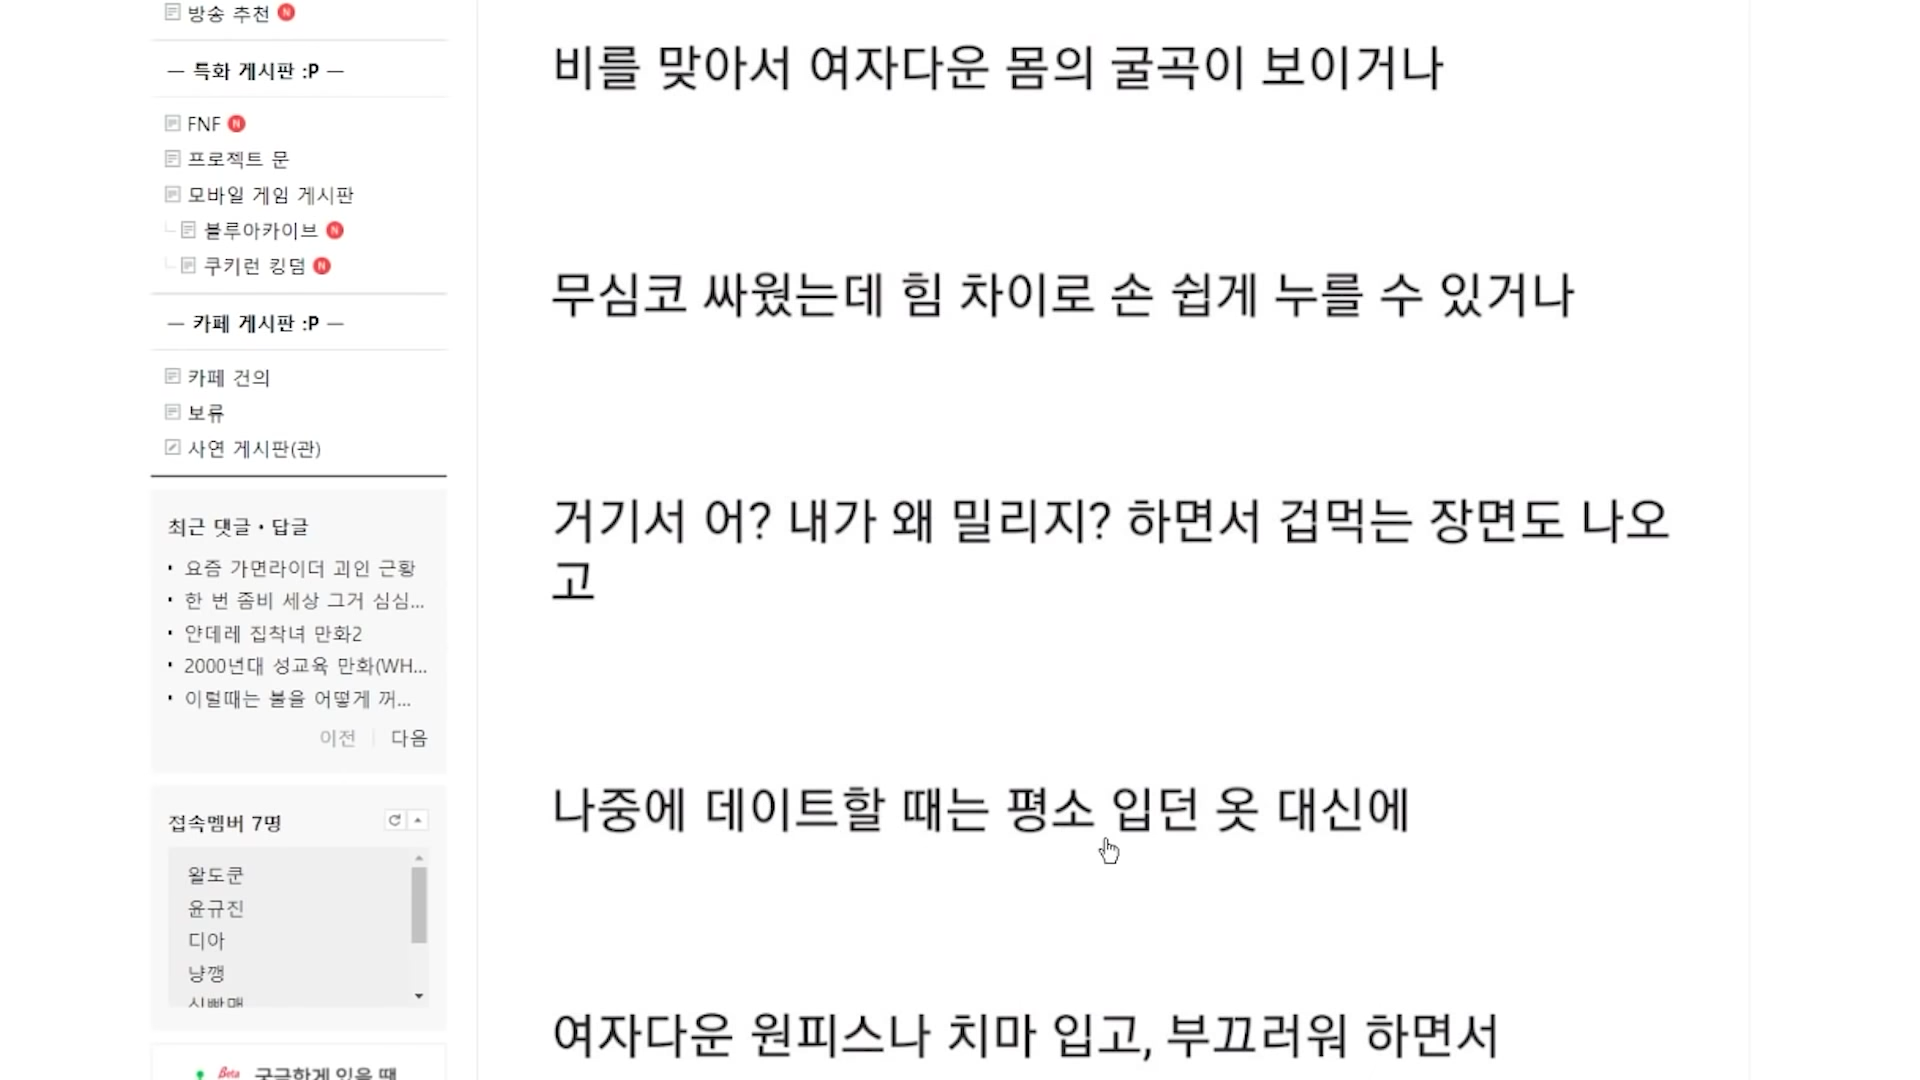 방송 추천 N
— 특화 게시판 :P —
FNF N
프로젝트 문
모바일 게임 게시판
블루아카이브 N
쿠키런 킹덤 N
— 카페 게시판 :P —
카페 건의
보류
사연 게시판(관)
최근 댓글 · 답글
· 요즘 가면라이더 괴인 근황
· 한 번 좀비 세상 그거 심심...
· 얀데레 집착녀 만화2
· 2000년대 성교육 만화(WH...
· 이럴때는 불을 어떻게 꺼...
이전 | 다음
접속멤버 7명
왈도쿤
윤규진
디아
냥깽
Beta 궁금한게 있을 땐
비를 맞아서 여자다운 몸의 굴곡이 보이거나
무심코 싸웠는데 힘 차이로 손 쉽게 누를 수 있거나
거기서 어? 내가 왜 밀리지? 하면서 겁먹는 장면도 나오
고
나중에 데이트할 때는 평소 입던 옷 대신에
여자다운 원피스나 치마 입고, 부끄러워 하면서